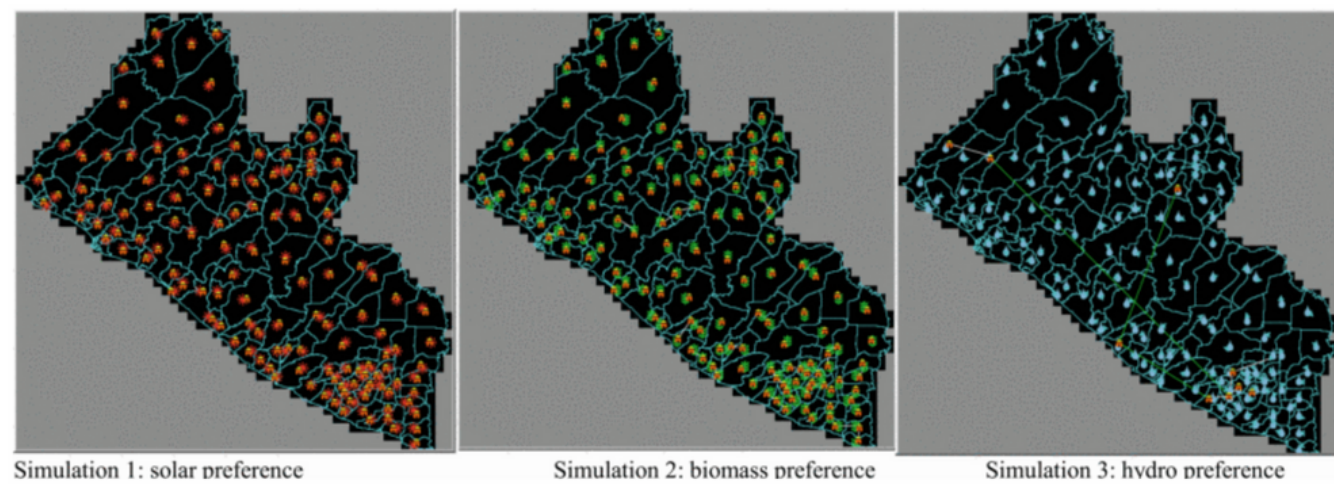 Simulation 1: solar preference
Simulation 2: biomass preference
Simulation 3: hydro preference